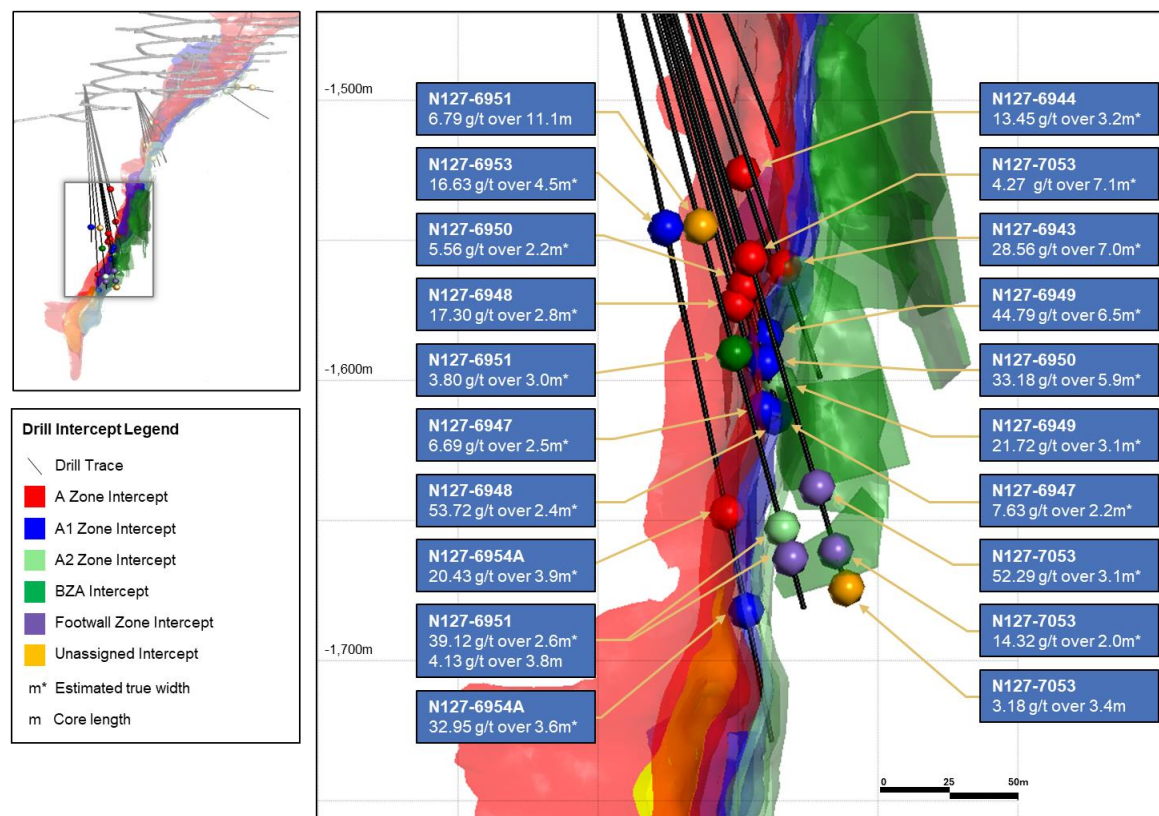 Drill Intercept Legend
Drill Trace
A Zone Intercept
A1 Zone Intercept
A2 Zone Intercept
BZA Intercept
Footwall Zone Intercept
Unassigned Intercept
m* Estimated true width
m Core length
-1,500m
-1,600m
-1,700m
N127-6951
6.79 g/t over 11.1m
N127-6953
16.63 g/t over 4.5m*
N127-6950
5.56 g/t over 2.2m*
N127-6948
17.30 g/t over 2.8m*
N127-6951
3.80 g/t over 3.0m*
N127-6947
6.69 g/t over 2.5m*
N127-6948
53.72 g/t over 2.4m*
N127-6954A
20.43 g/t over 3.9m*
N127-6951
39.12 g/t over 2.6m*
4.13 g/t over 3.8m
N127-6954A
32.95 g/t over 3.6m*
N127-6944
13.45 g/t over 3.2m*
N127-7053
4.27 g/t over 7.1m*
N127-6943
28.56 g/t over 7.0m*
N127-6949
44.79 g/t over 6.5m*
N127-6950
33.18 g/t over 5.9m*
N127-6949
21.72 g/t over 3.1m*
N127-6947
7.63 g/t over 2.2m*
N127-7053
52.29 g/t over 3.1m*
N127-7053
14.32 g/t over 2.0m*
N127-7053
3.18 g/t over 3.4m
0 25 50m